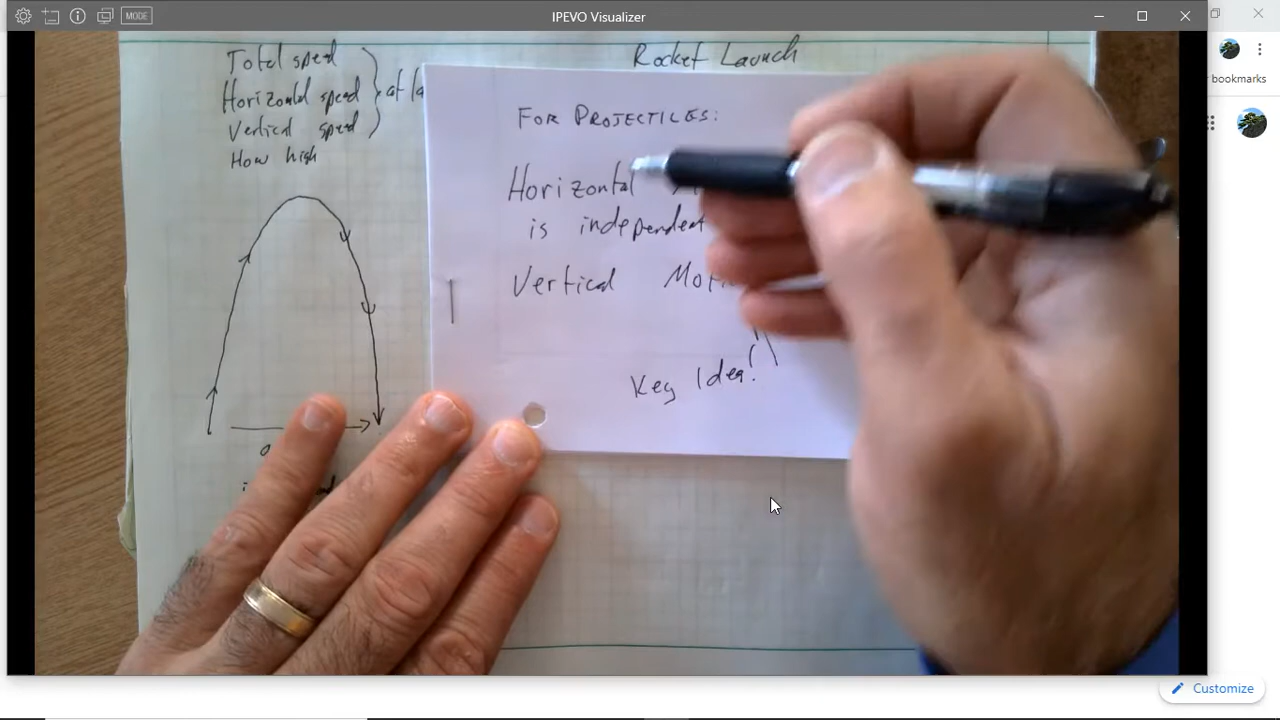 IPEVO Visualizer
MODE
bookmarks
Total speed
Horizontal speed
Vertical speed
at
How high
Rocket Launch
FOR PROJECTILES:
Horizontal
is independent
Vertical
Key Idea!
Customize